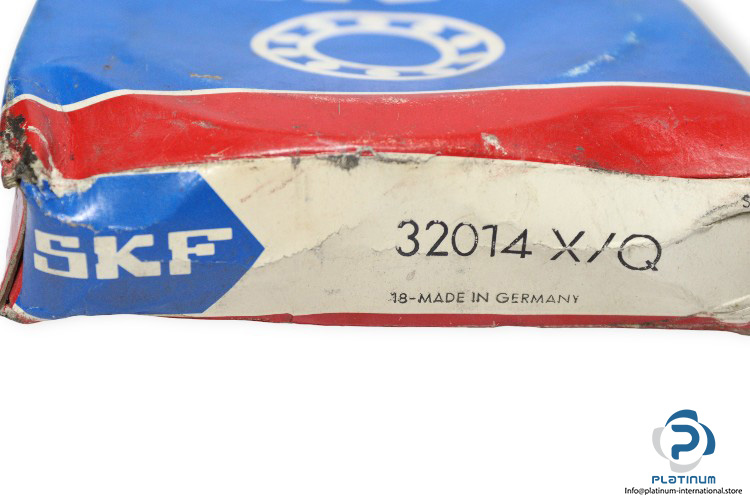 SKF
32014 X/Q
18-MADE IN GERMANY
PLATINUM
Info@platinum-international.store